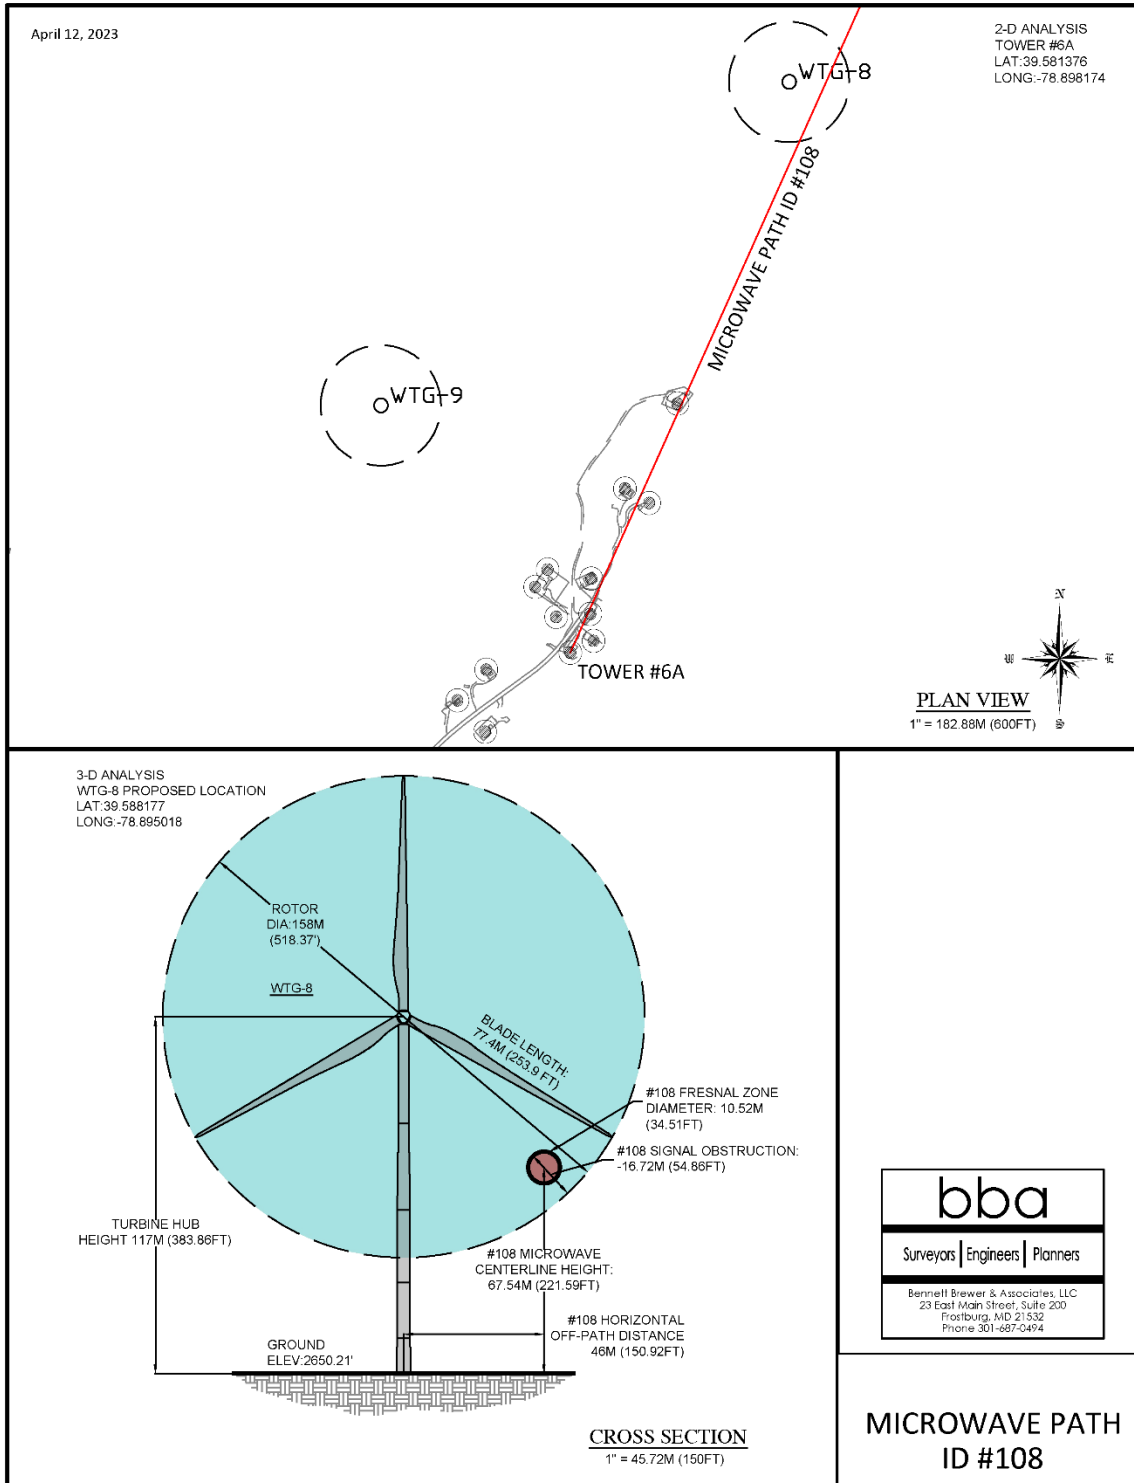 April 12, 2023
2-D ANALYSIS
TOWER #6A
LAT:39.581376
LONG:-78.898174
WTG-8
MICROWAVE PATH ID #108
WTG-9
TOWER #6A
N
W
E
S
PLAN VIEW
1" = 182.88M (600FT)
3-D ANALYSIS
WTG-8 PROPOSED LOCATION
LAT:39.588177
LONG:-78.895018
ROTOR
DIA:158M
(518.37')
WTG-8
BLADE LENGTH:
77.4M (253.9 FT)
#108 FRESNAL ZONE
DIAMETER: 10.52M
(34.51FT)
#108 SIGNAL OBSTRUCTION:
-16.72M (54.86FT)
TURBINE HUB
HEIGHT 117M (383.86FT)
#108 MICROWAVE
CENTERLINE HEIGHT:
67.54M (221.59FT)
#108 HORIZONTAL
OFF-PATH DISTANCE
46M (150.92FT)
GROUND
ELEV:2650.21'
CROSS SECTION
1" = 45.72M (150FT)
bba
Surveyors | Engineers | Planners
Bennett Brewer & Associates, LLC
23 East Main Street, Suite 200
Frostburg, MD 21532
Phone 301-687-0494
MICROWAVE PATH
ID #108